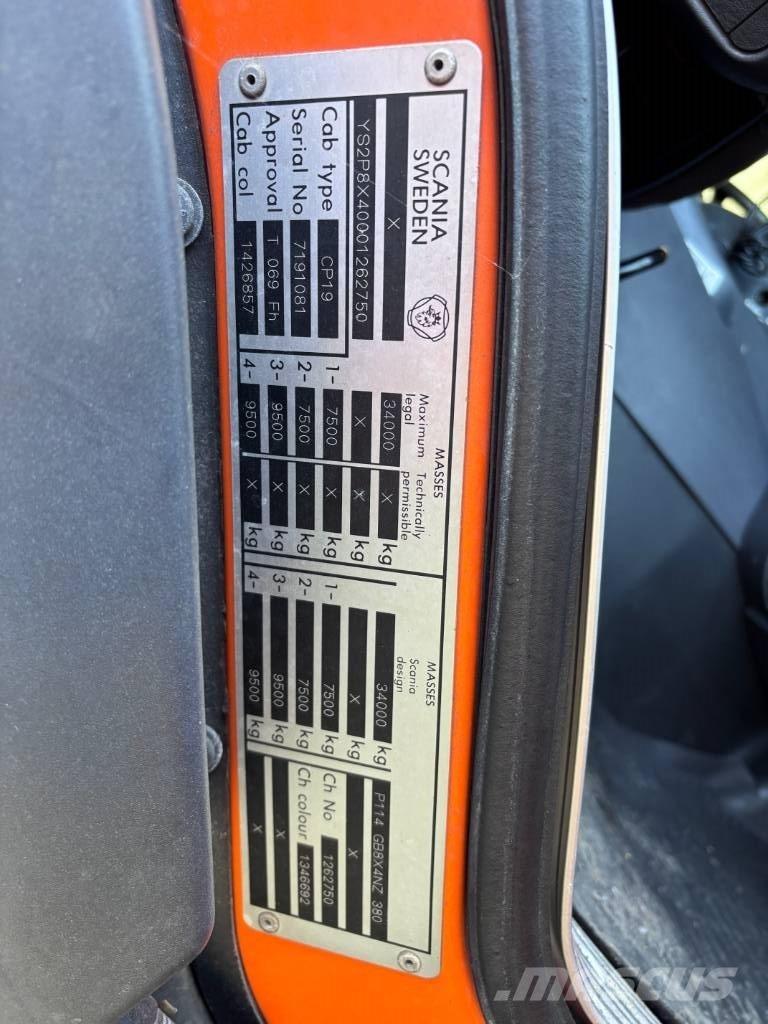 SCANIA
SWEDEN
X
YS2P8X40001262750
Cab type CP19
Serial No 7191081
Approval T 069 Fh
Cab col 1426857
MASSES
Maximum legal Technically permissible
34000 X kg
X X kg
1- 7500 X kg
2- 7500 X kg
3- 9500 X kg
4- 9500 X kg
MASSES
Scania design
34000 kg
X kg
1- 7500 kg
2- 7500 kg
3- 9500 kg
4- 9500 kg
P114 GB8X4NZ 380
X
Ch No 1262750
Ch colour 1346692
X
X
MASCUS